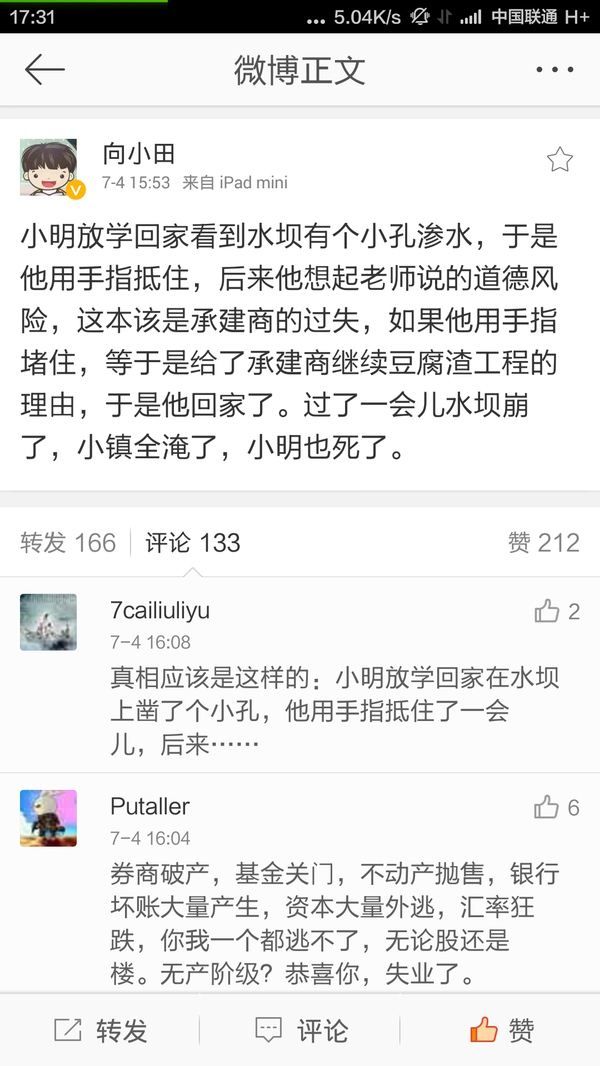 17:31
... 5.04K/s 中国联通 H+
微博正文
向小田
7-4 15:53 来自 iPad mini
小明放学回家看到水坝有个小孔渗水，于是
他用手指抵住，后来他想起老师说的道德风
险，这本该是承建商的过失，如果他用手指
堵住，等于是给了承建商继续豆腐渣工程的
理由，于是他回家了。过了一会儿水坝崩
了，小镇全淹了，小明也死了。
转发 166 评论 133 赞 212
7cailiuliyu 2
7-4 16:08
真相应该是这样的：小明放学回家在水坝
上凿了个小孔，他用手指抵住了一会
儿，后来……
Putaller 6
7-4 16:04
券商破产，基金关门，不动产抛售，银行
坏账大量产生，资本大量外逃，汇率狂
跌，你我一个都逃不了，无论股还是
楼。无产阶级？恭喜你，失业了。
转发 评论 赞